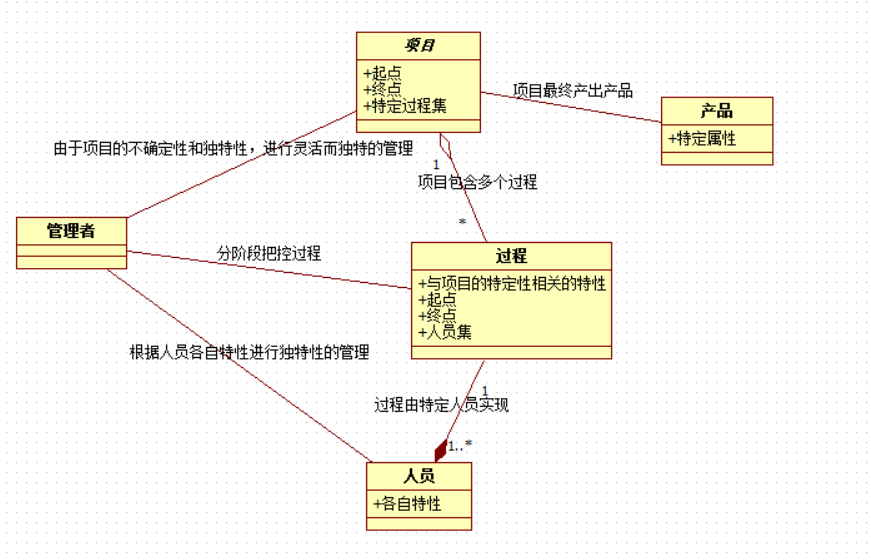 项目
+起点
+终点
+特定过程集
项目最终产出产品
产品
+特定属性
由于项目的不确定性和独特性，进行灵活而独特的管理
1
项目包含多个过程
*
管理者
分阶段把控过程
过程
+与项目的特定性相关的特性
+起点
+终点
+人员集
根据人员各自特性进行独特性的管理
1
过程由特定人员实现
1..*
人员
+各自特性